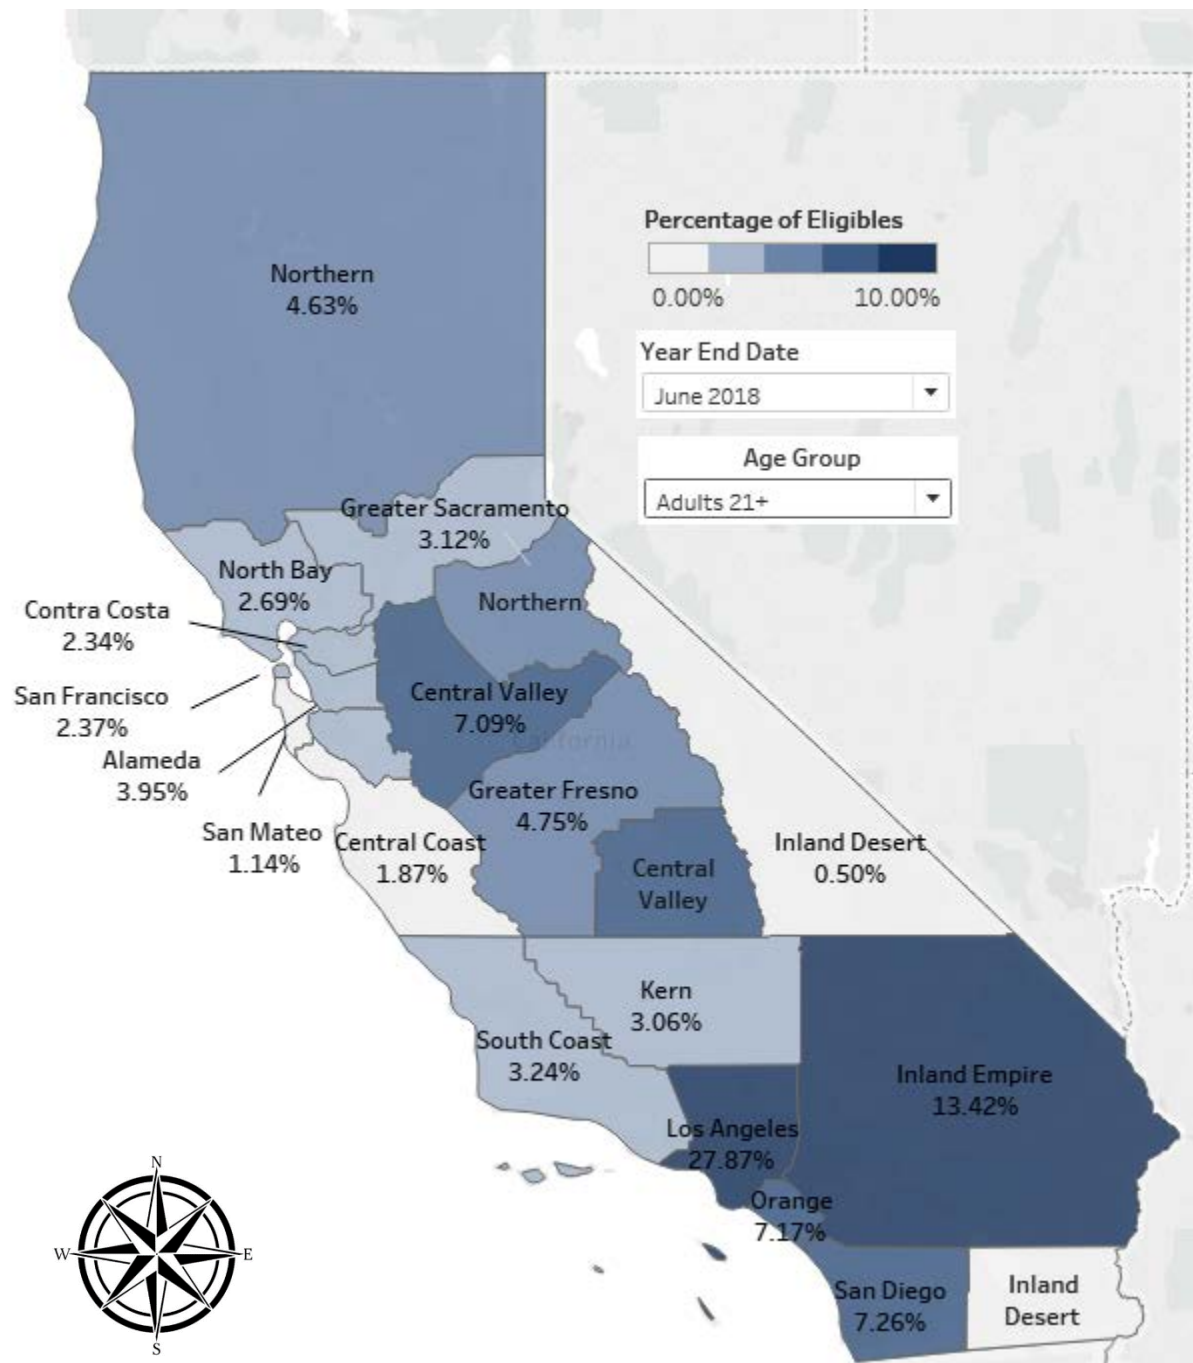 Percentage of Eligibles
0.00% 10.00%
Year End Date
June 2018
Age Group
Adults 21+
Northern
4.63%
Greater Sacramento
3.12%
North Bay
2.69%
Northern
Contra Costa
2.34%
San Francisco
2.37%
Alameda
3.95%
San Mateo
1.14%
Central Valley
7.09%
California
Greater Fresno
4.75%
Central Coast
1.87%
Central
Valley
Inland Desert
0.50%
Kern
3.06%
South Coast
3.24%
Inland Empire
13.42%
Los Angeles
27.87%
Orange
7.17%
San Diego
7.26%
Inland
Desert
N
W E
S